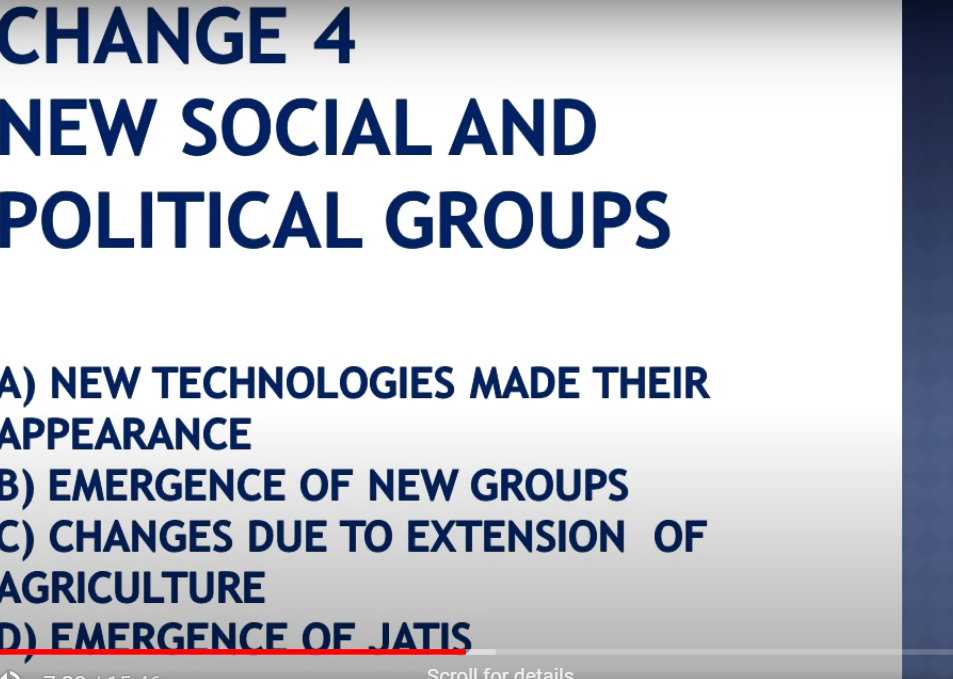 CHANGE 4
NEW SOCIAL AND
POLITICAL GROUPS
A) NEW TECHNOLOGIES MADE THEIR
APPEARANCE
B) EMERGENCE OF NEW GROUPS
C) CHANGES DUE TO EXTENSION OF
AGRICULTURE
D) EMERGENCE OF JATIS
Scroll for details